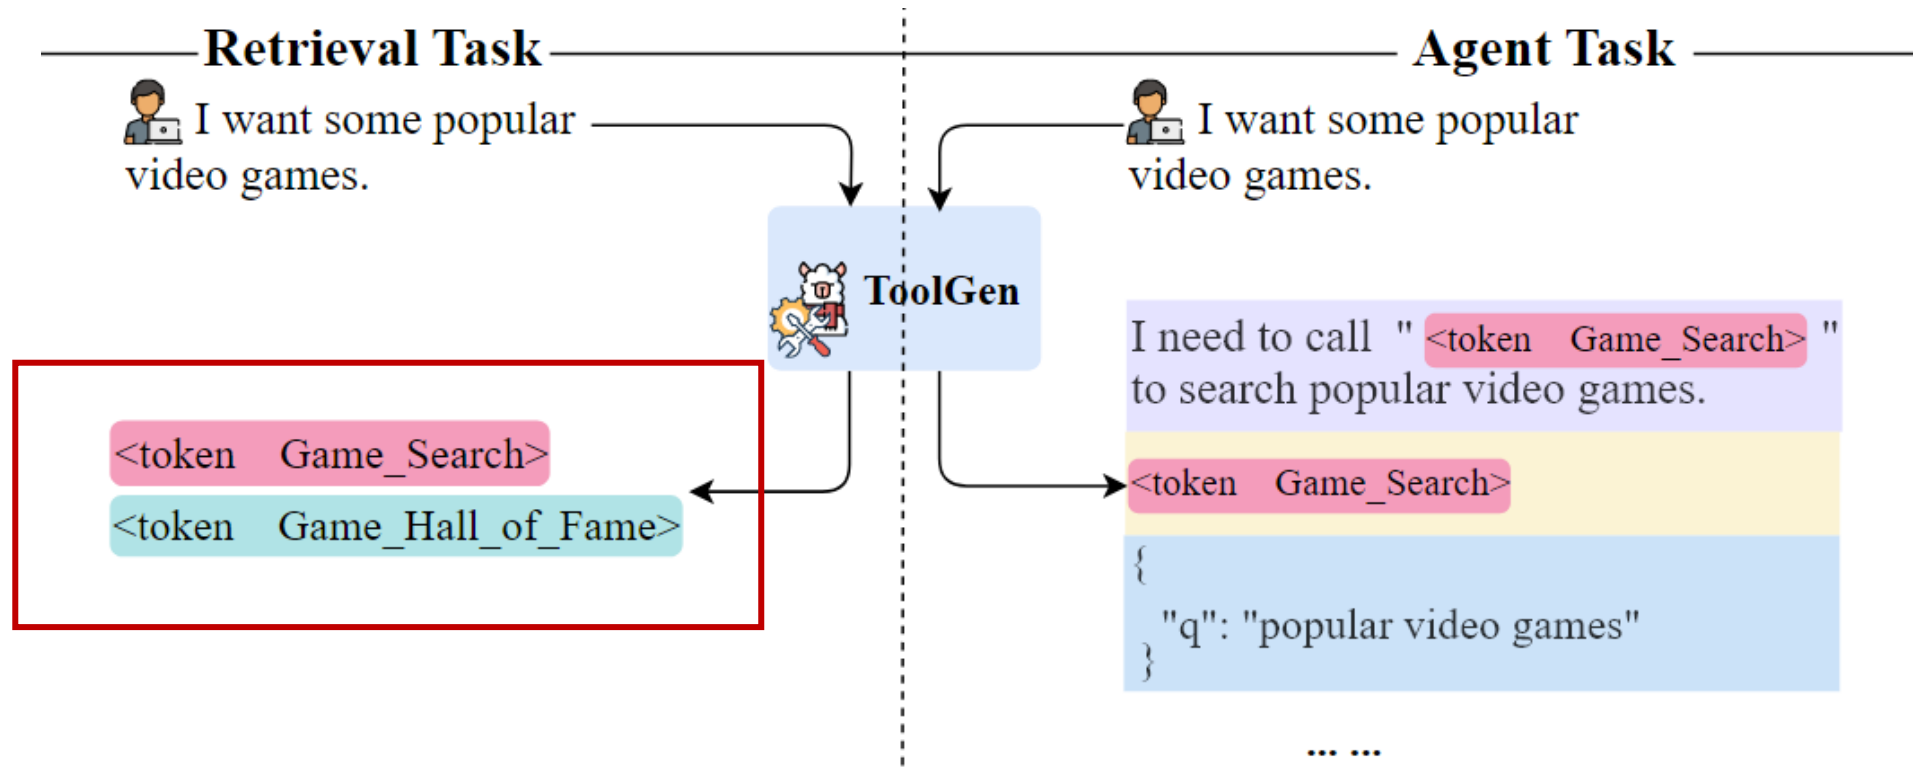 Retrieval Task
I want some popular
video games.
Agent Task
I want some popular
video games.
ToolGen
<token Game_Search>
<token Game_Hall_of_Fame>
I need to call "<token Game_Search>"
to search popular video games.
<token Game_Search>
{
"q": "popular video games"
}
... ...